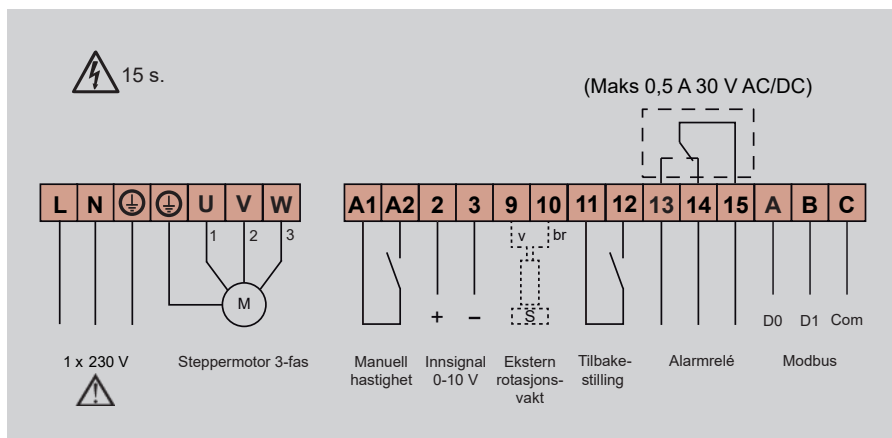 15 s.
(Maks 0,5 A 30 V AC/DC)
L N U V W
A1 A2 2 3 9 10 11 12 13 14 15 A B C
1 2 3
v br
M
+ –
S
D0 D1 Com
1 x 230 V
Steppermotor 3-fas
Manuell
hastighet
Innsignal
0-10 V
Ekstern
rotasjons-
vakt
Tilbake-
stilling
Alarmrelé
Modbus